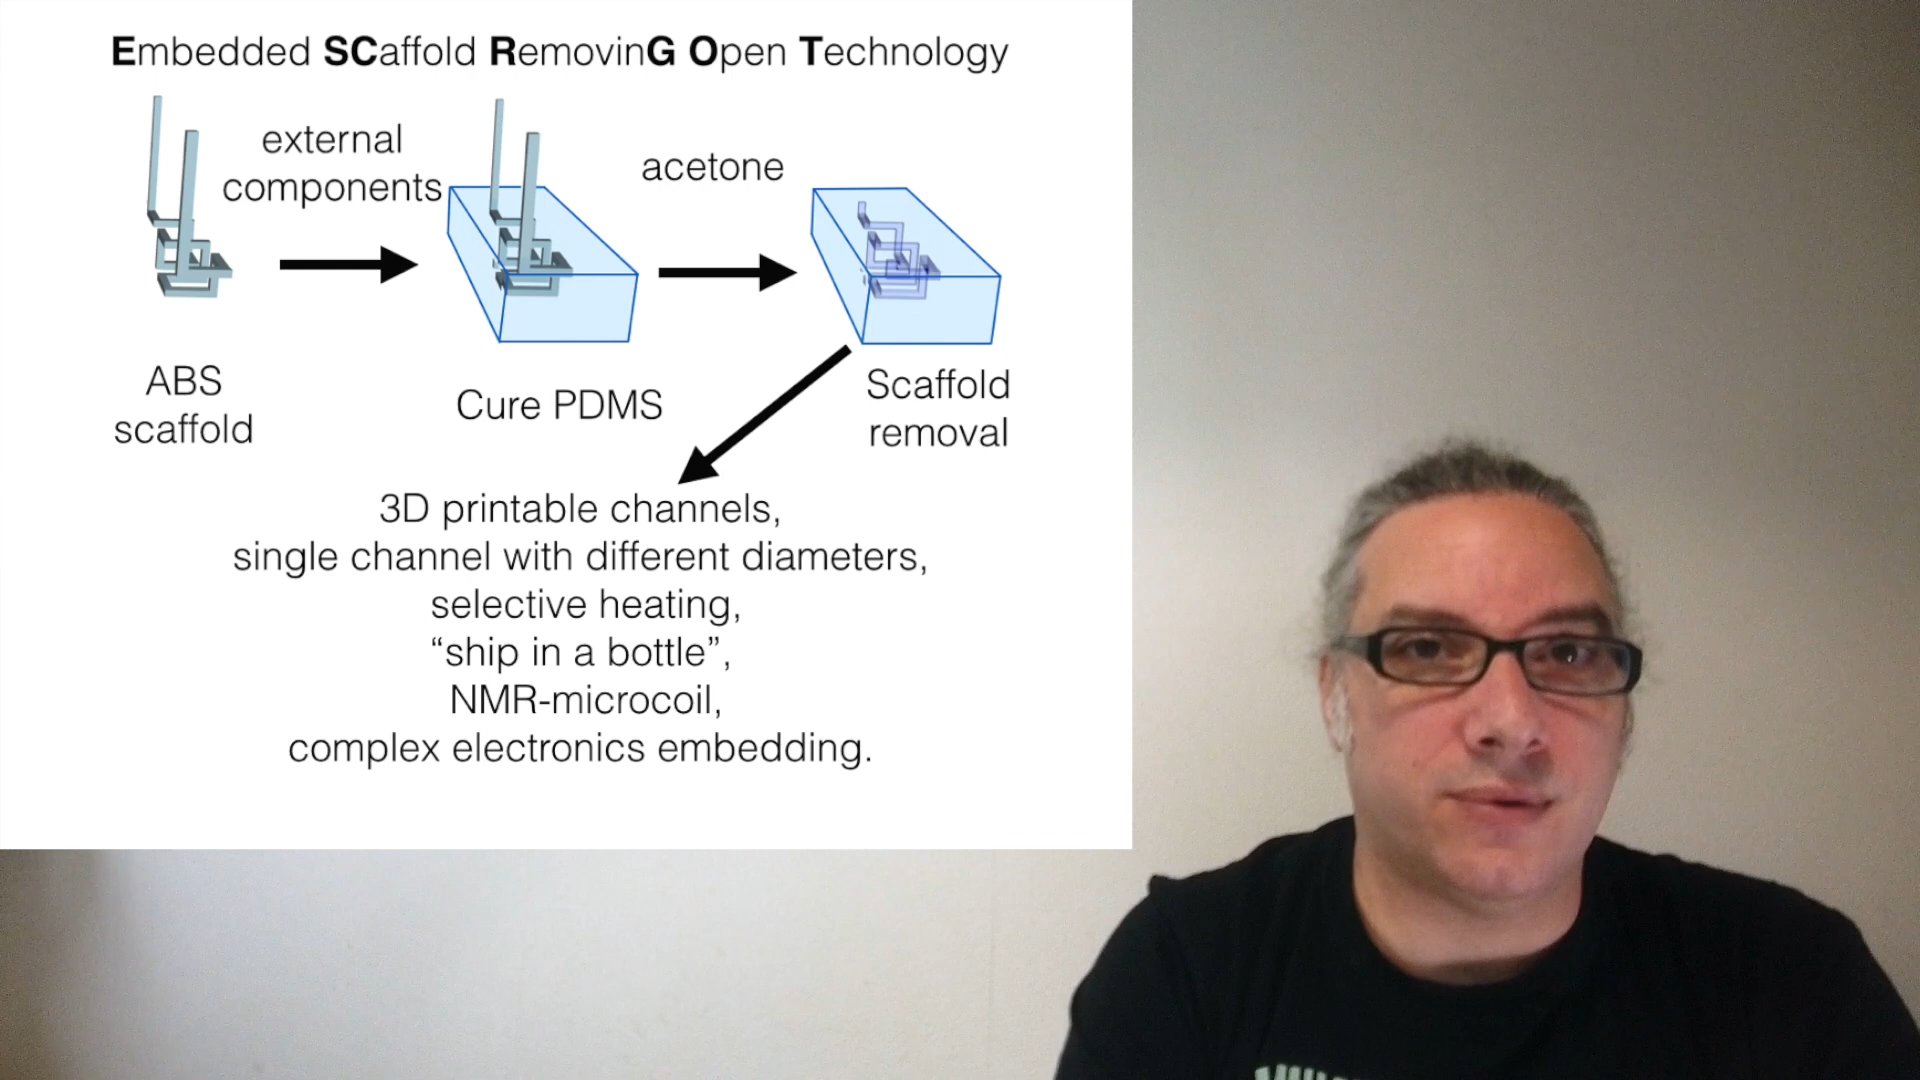 Embedded SCaffold RemovinG Open Technology
external
components
acetone
ABS
scaffold
Cure PDMS
Scaffold
removal
3D printable channels,
single channel with different diameters,
selective heating,
“ship in a bottle”,
NMR-microcoil,
complex electronics embedding.